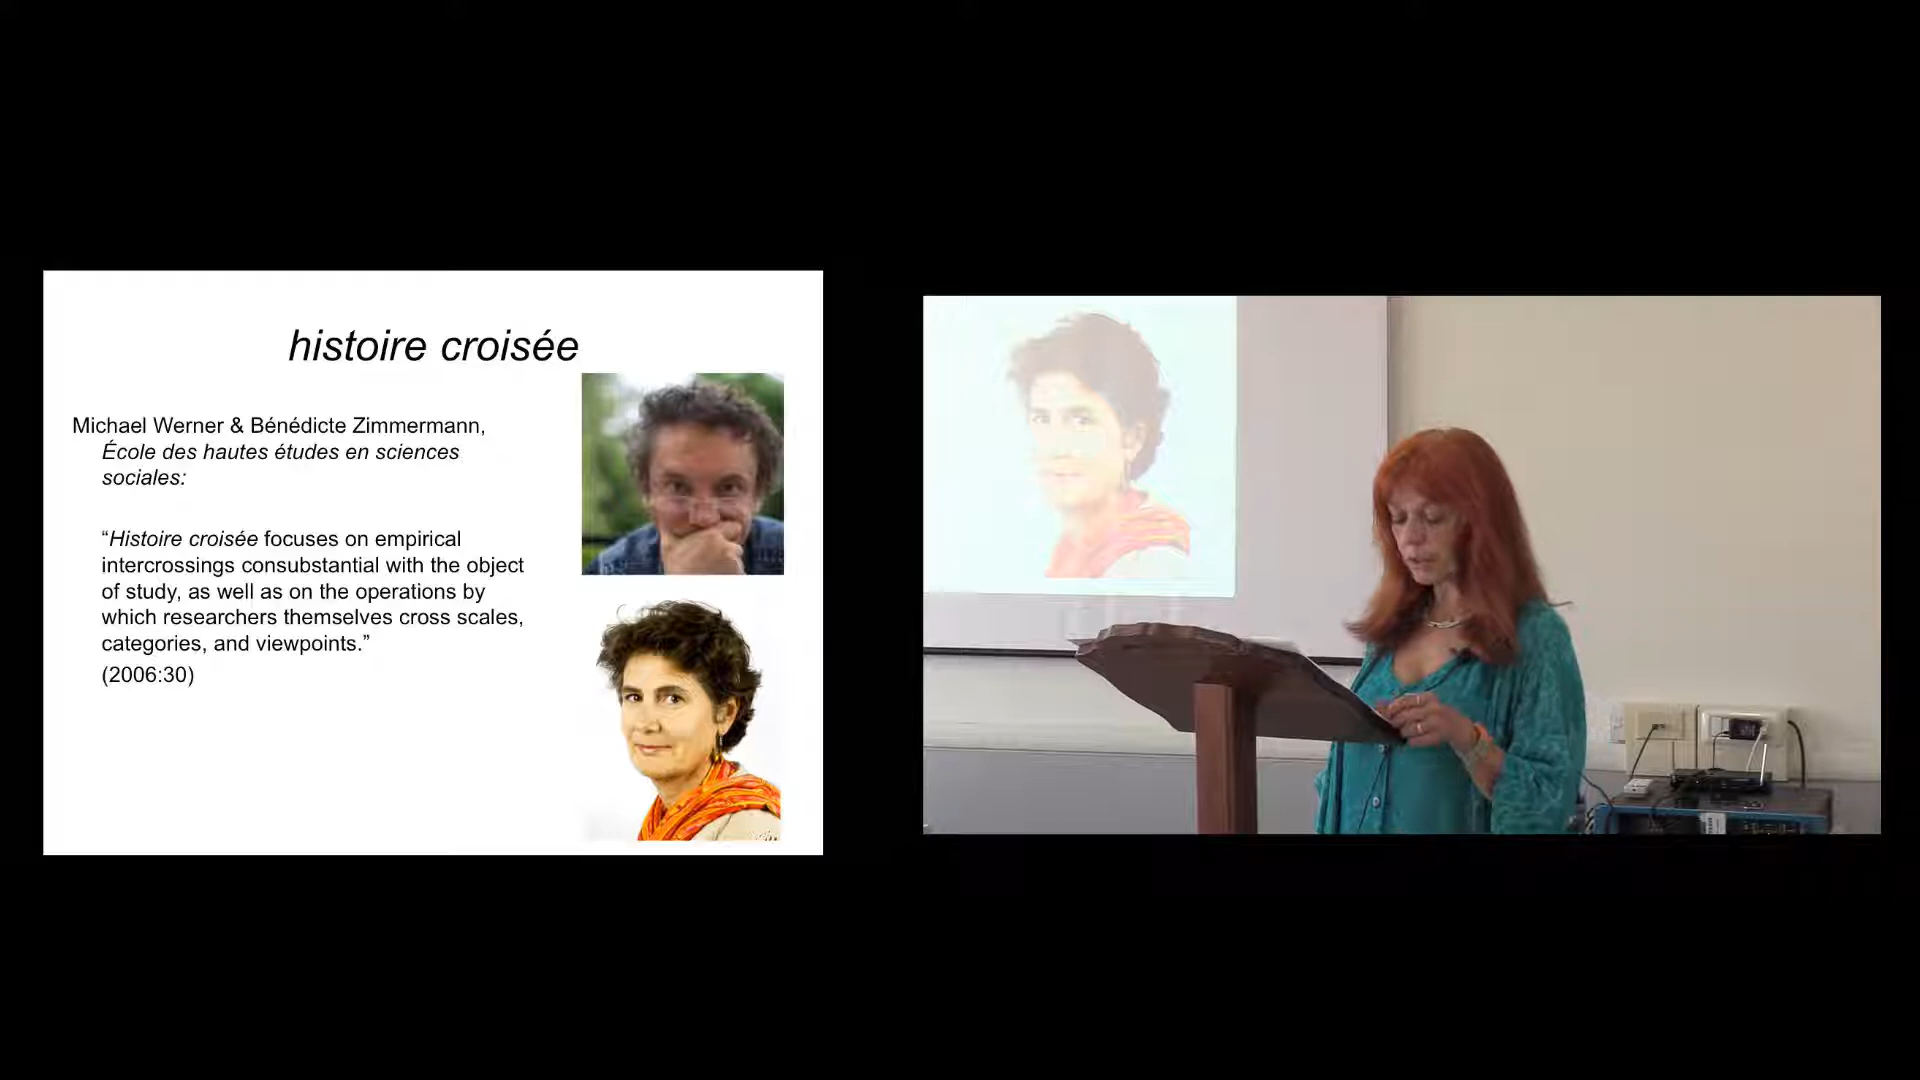 histoire croisée
Michael Werner & Bénédicte Zimmermann,
École des hautes études en sciences
sociales:
“Histoire croisée focuses on empirical
intercrossings consubstantial with the object
of study, as well as on the operations by
which researchers themselves cross scales,
categories, and viewpoints.”
(2006:30)